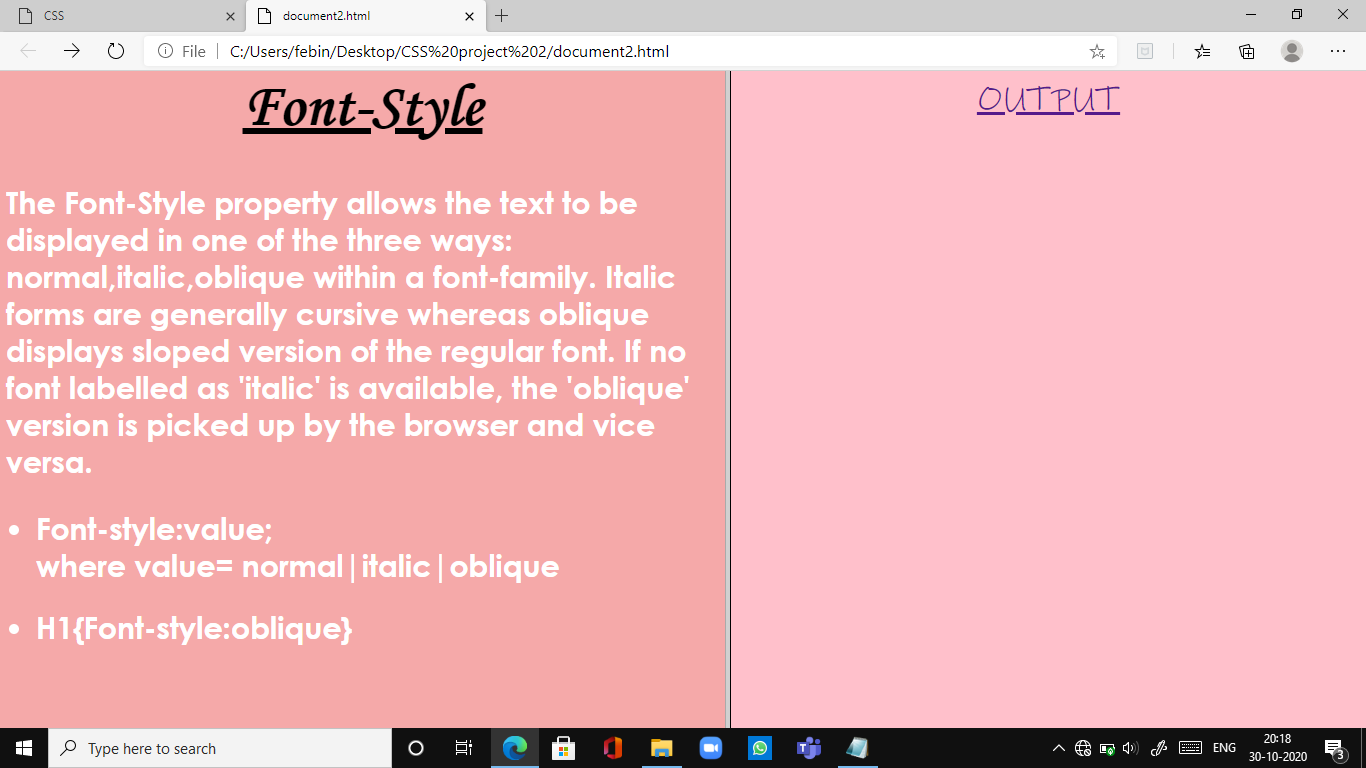 CSS
document2.html
File
C:/Users/febin/Desktop/CSS%20project%202/document2.html
Font-Style
The Font-Style property allows the text to be
displayed in one of the three ways:
normal,italic,oblique within a font-family. Italic
forms are generally cursive whereas oblique
displays sloped version of the regular font. If no
font labelled as 'italic' is available, the 'oblique'
version is picked up by the browser and vice
versa.
• Font-style:value;
where value= normal|italic|oblique
• H1{Font-style:oblique}
OUTPUT
Type here to search
ENG
20:18
30-10-2020
3